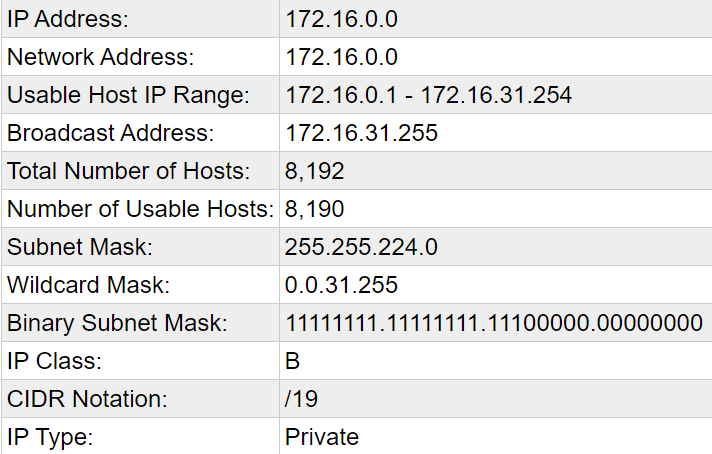 IP Address: 172.16.0.0
Network Address: 172.16.0.0
Usable Host IP Range: 172.16.0.1 - 172.16.31.254
Broadcast Address: 172.16.31.255
Total Number of Hosts: 8,192
Number of Usable Hosts: 8,190
Subnet Mask: 255.255.224.0
Wildcard Mask: 0.0.31.255
Binary Subnet Mask: 11111111.11111111.11100000.00000000
IP Class: B
CIDR Notation: /19
IP Type: Private